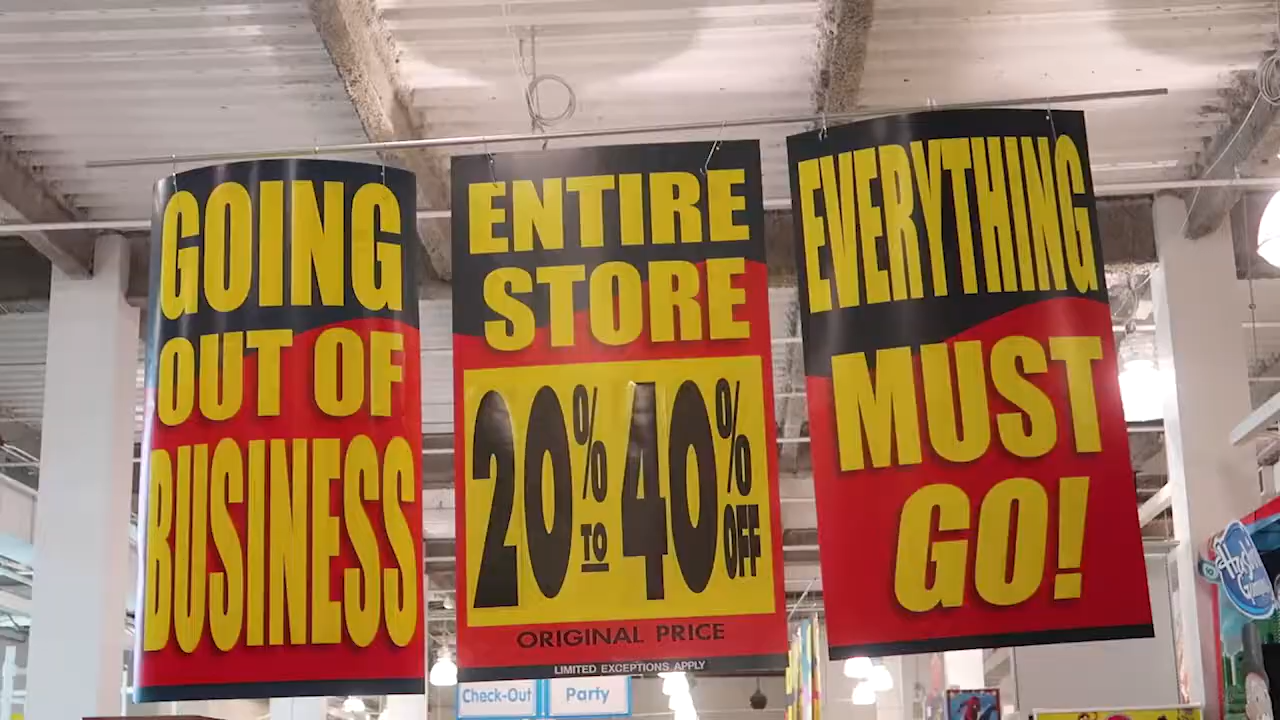 GOING
OUT OF
BUSINESS
ENTIRE
STORE
20% TO 40% OFF
ORIGINAL PRICE
LIMITED EXCEPTIONS APPLY
EVERYTHING
MUST
GO!
Check-Out
Party
Hasbro